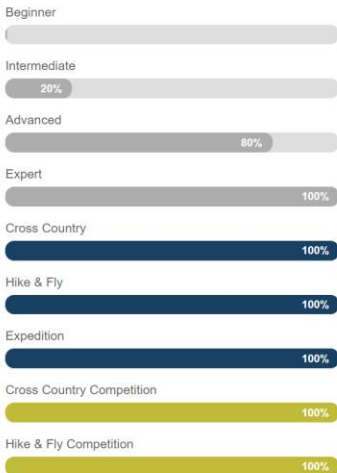 Beginner
Intermediate
20%
Advanced
80%
Expert
100%
Cross Country
100%
Hike & Fly
100%
Expedition
100%
Cross Country Competition
100%
Hike & Fly Competition
100%